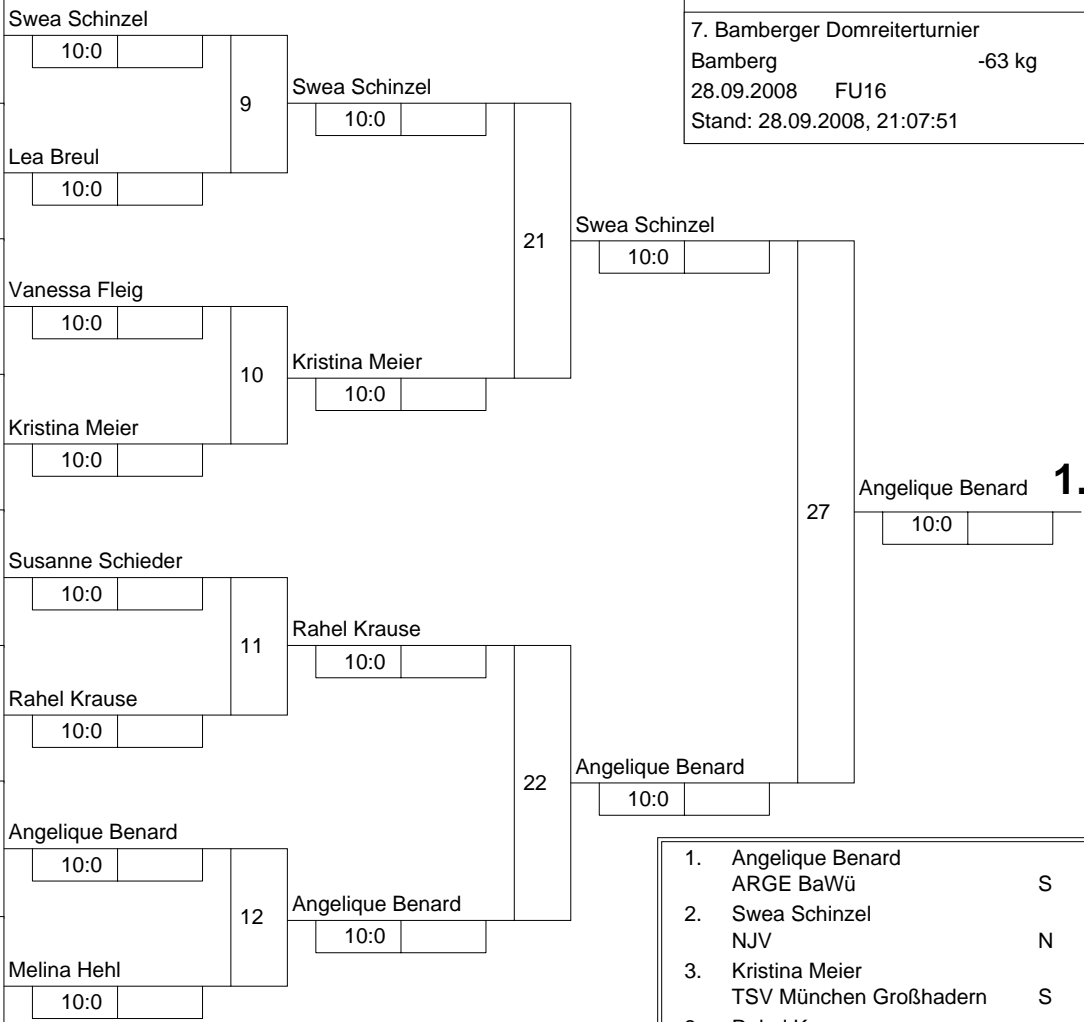 Swea Schinzel
10:0
9
Lea Breul
10:0
Vanessa Fleig
10:0
10
Kristina Meier
10:0
Susanne Schieder
10:0
11
Rahel Krause
10:0
Angelique Benard
10:0
12
Melina Hehl
10:0
Swea Schinzel
10:0
21
Kristina Meier
10:0
Rahel Krause
10:0
22
Angelique Benard
10:0
Swea Schinzel
10:0
27
Angelique Benard
10:0
Angelique Benard 1.
10:0
7. Bamberger Domreiterturnier
Bamberg -63 kg
28.09.2008 FU16
Stand: 28.09.2008, 21:07:51
1. Angelique Benard
ARGE BaWü S
2. Swea Schinzel
NJV N
3. Kristina Meier
TSV München Großhadern S